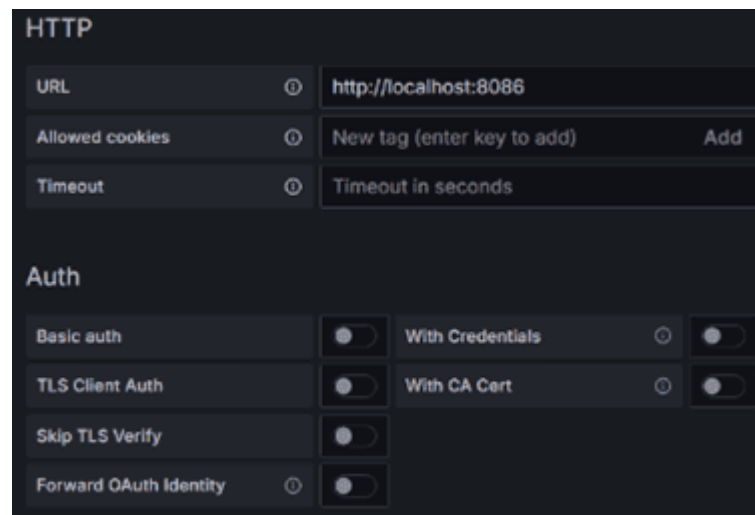 HTTP
URL http://localhost:8086
Allowed cookies New tag (enter key to add) Add
Timeout Timeout in seconds
Auth
Basic auth With Credentials
TLS Client Auth With CA Cert
Skip TLS Verify
Forward OAuth Identity